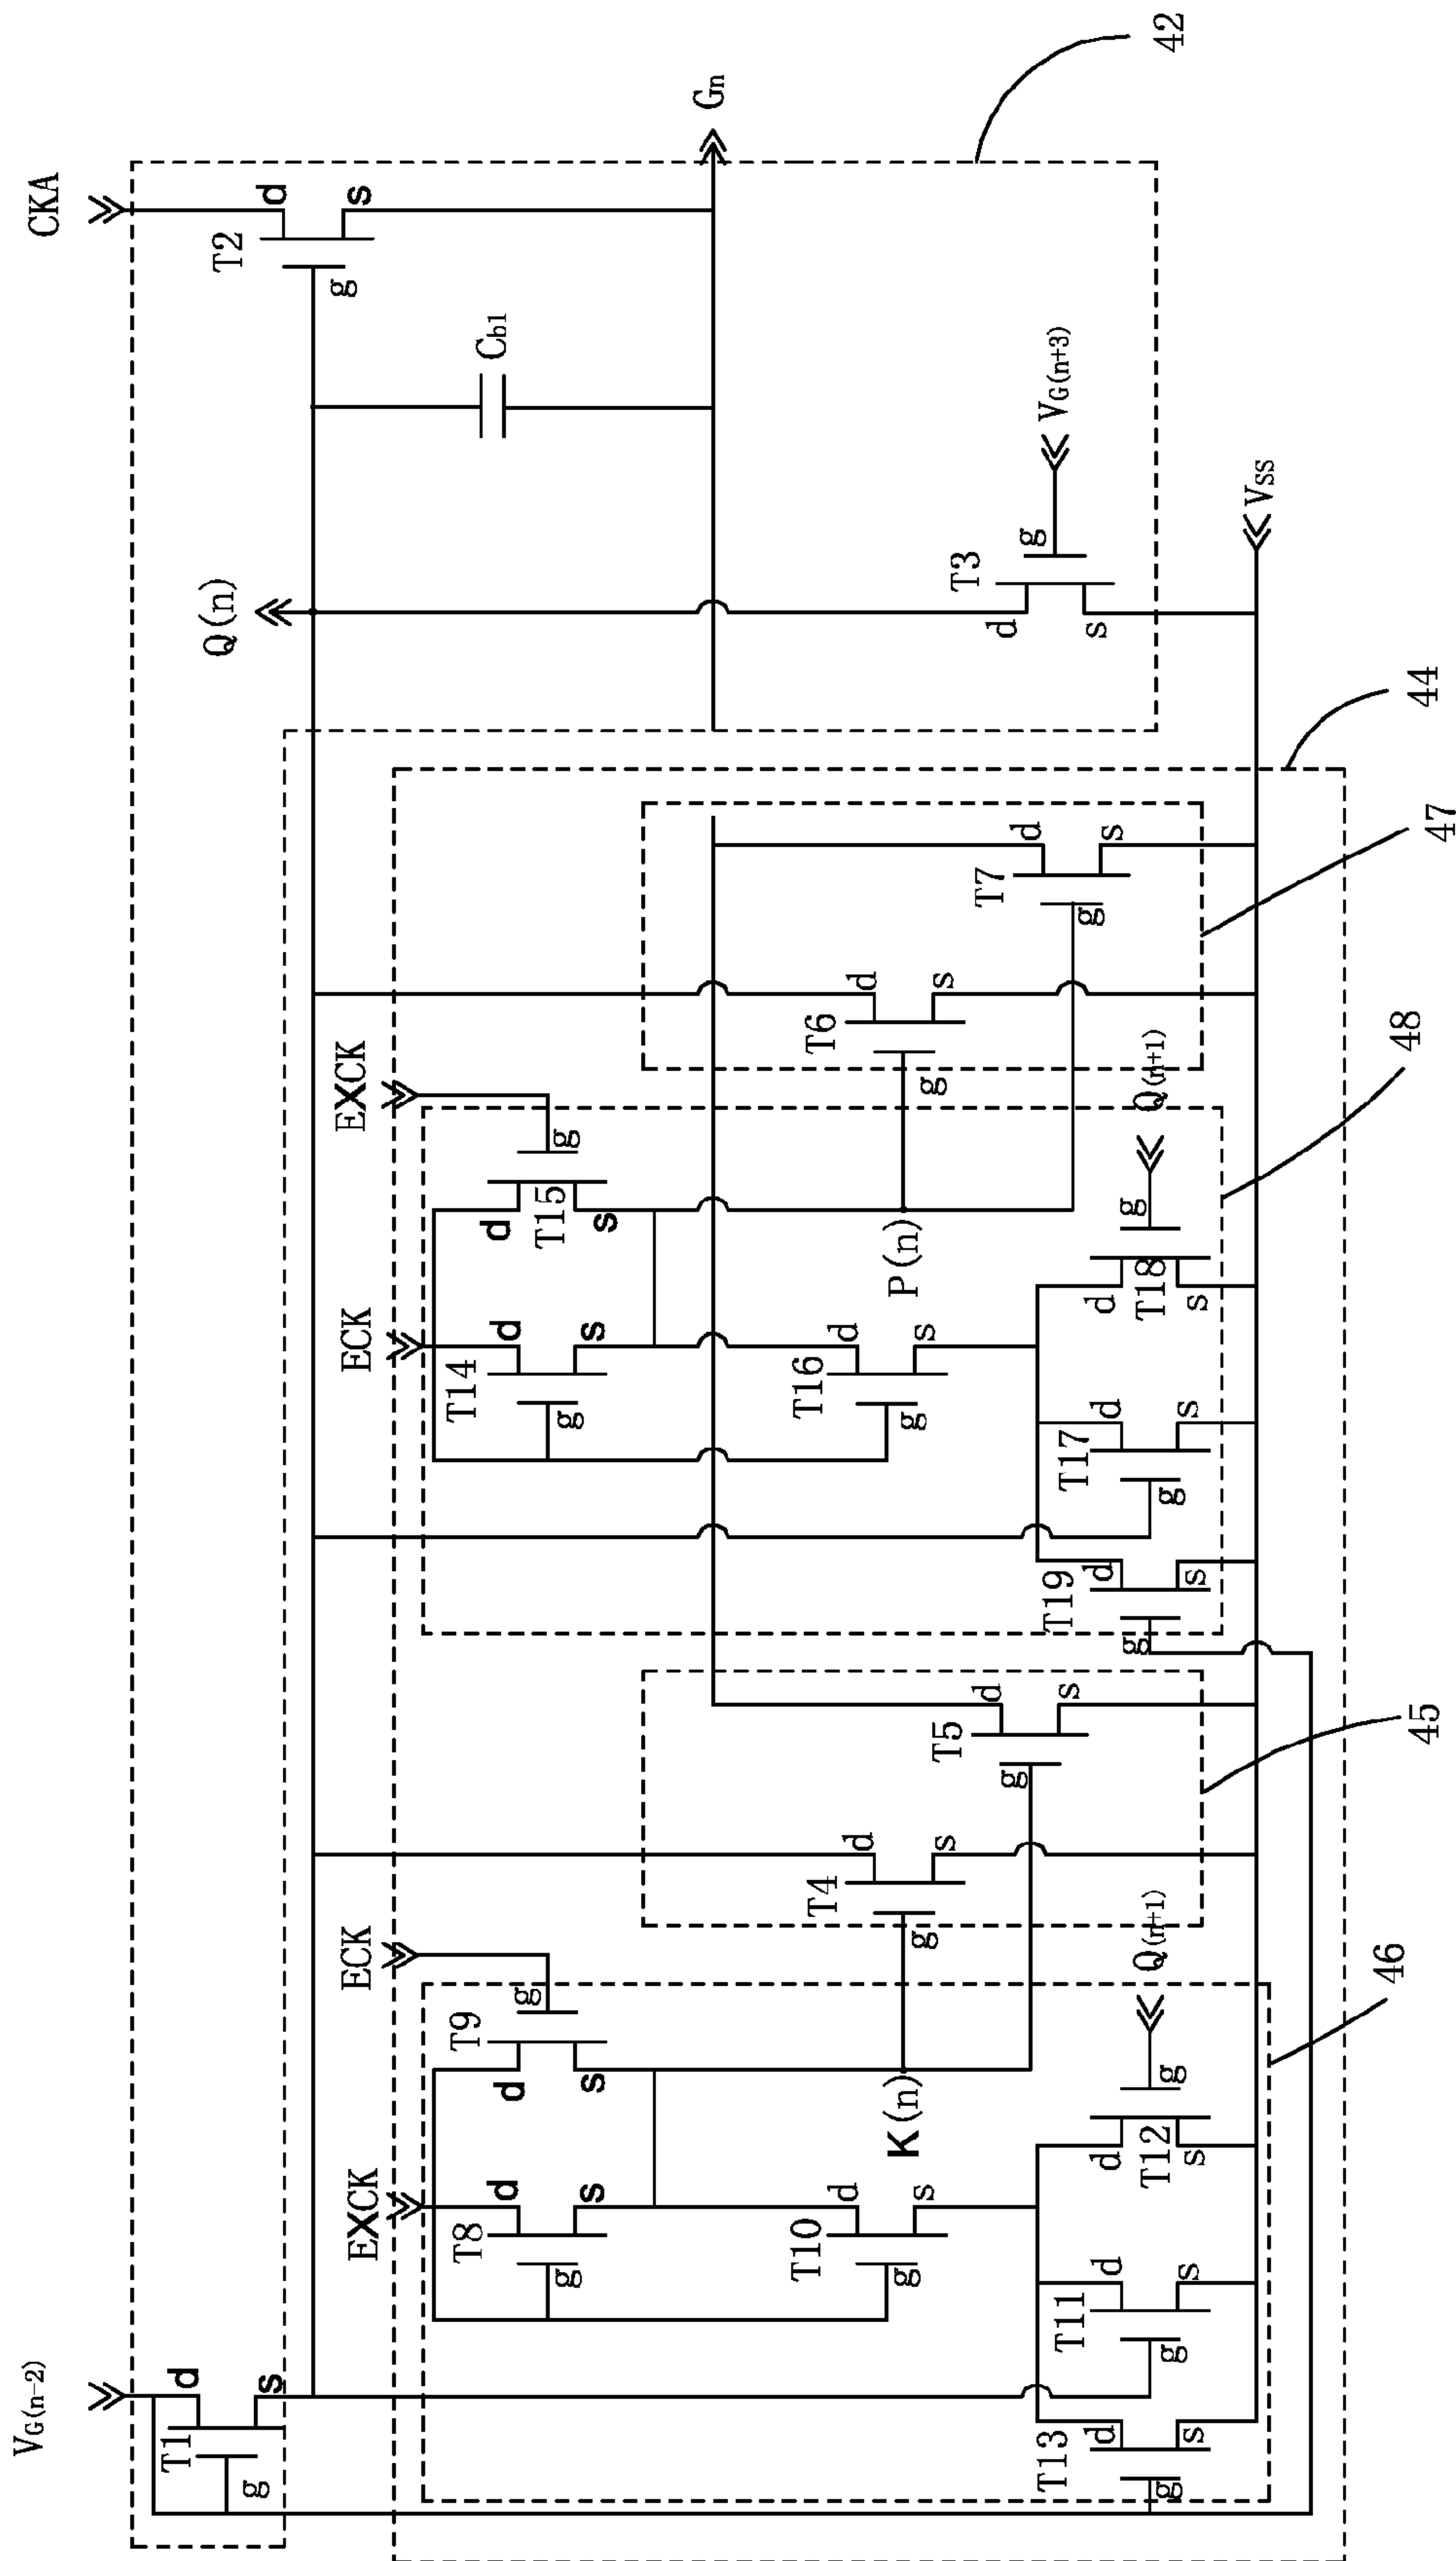 VG(n-2)
T1
d
s
g
EXCK
T8
d
s
g
ECK
T9
g
d
s
T10
d
s
g
K(n)
T13
d
s
g
T11
d
s
g
T12
d
s
g
Q(n+1)
46
T4
d
s
g
T5
d
s
g
45
ECK
T14
d
s
g
EXCK
T15
g
d
s
T16
d
s
g
P(n)
T19
d
s
g
T17
d
s
g
T18
d
s
g
Q(n+1)
48
T6
d
s
g
T7
d
s
g
47
44
Q(n)
T3
d
s
g
VG(n+3)
VSS
Cb1
CKA
T2
d
s
g
Gn
42